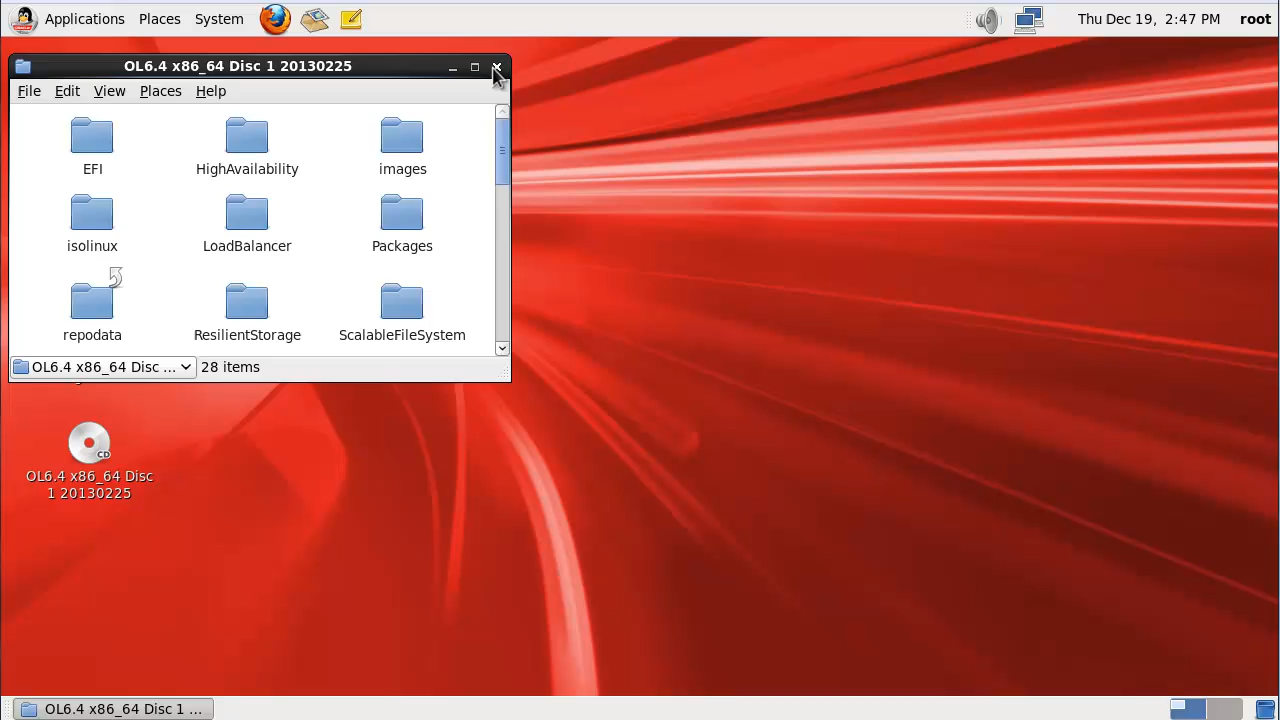 Applications Places System
Thu Dec 19, 2:47 PM root
OL6.4 x86_64 Disc 1 20130225
File Edit View Places Help
EFI HighAvailability images
isolinux LoadBalancer Packages
repodata ResilientStorage ScalableFileSystem
OL6.4 x86_64 Disc ... 28 items
CD
OL6.4 x86_64 Disc
1 20130225
OL6.4 x86_64 Disc 1 ...